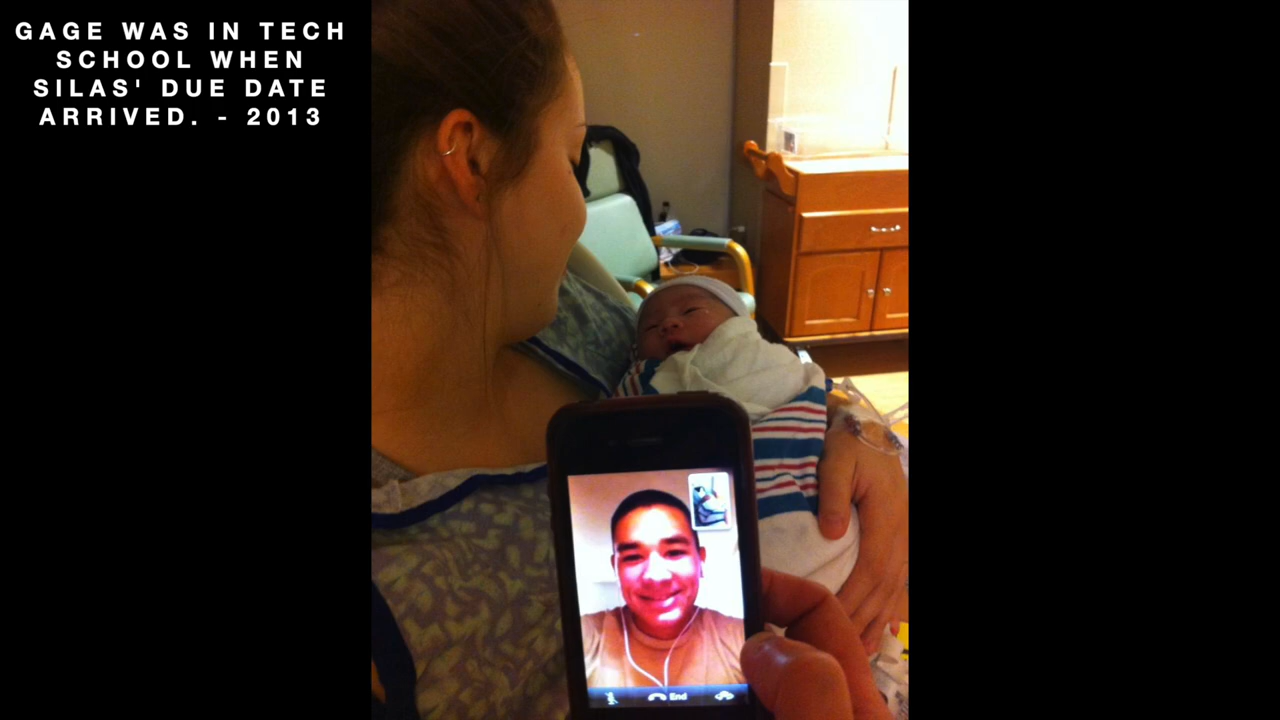 GAGE WAS IN TECH
SCHOOL WHEN
SILAS' DUE DATE
ARRIVED. - 2013
End